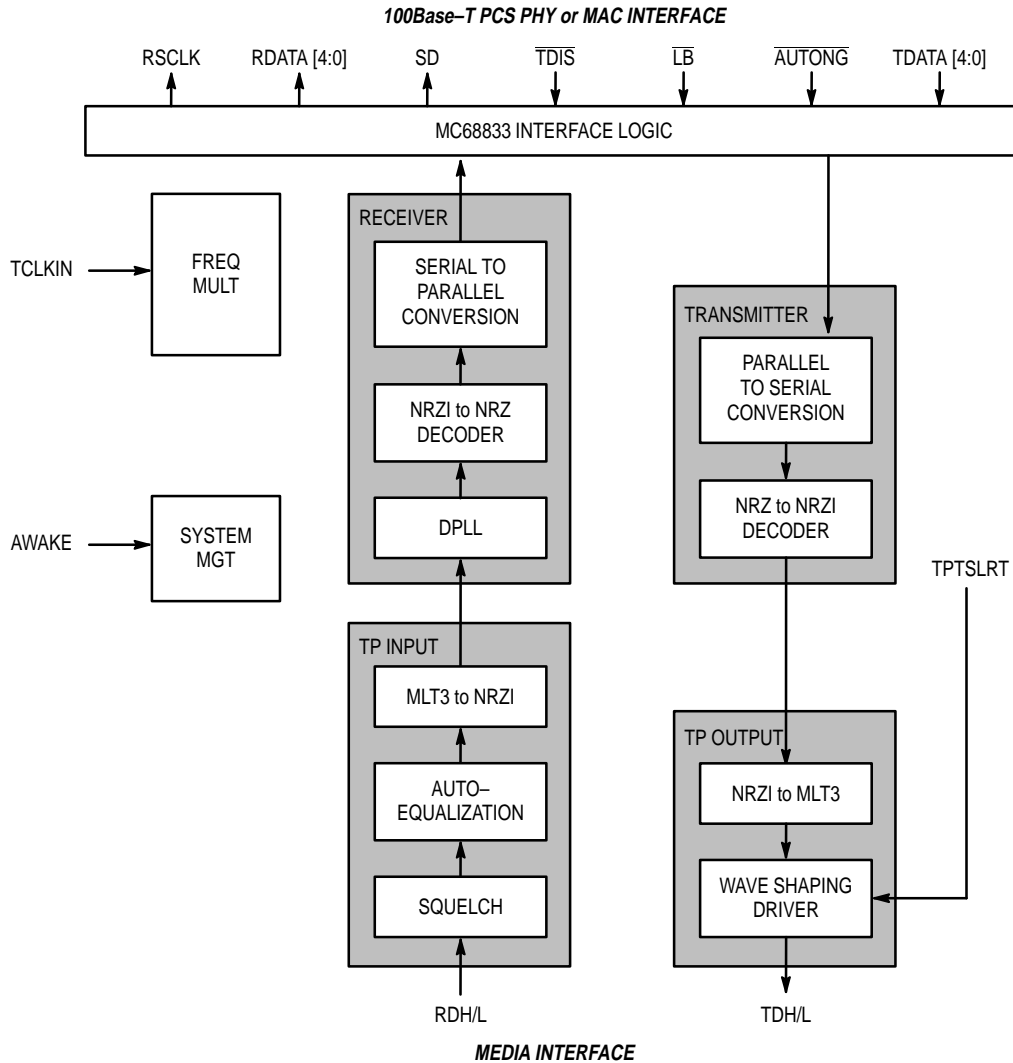 100Base–T PCS PHY or MAC INTERFACE
RSCLK
RDATA [4:0]
SD
TDIS
LB
AUTONG
TDATA [4:0]
MC68833 INTERFACE LOGIC
TCLKIN
FREQ
MULT
AWAKE
SYSTEM
MGT
RECEIVER
SERIAL TO
PARALLEL
CONVERSION
NRZI to NRZ
DECODER
DPLL
TP INPUT
MLT3 to NRZI
AUTO–
EQUALIZATION
SQUELCH
RDH/L
TRANSMITTER
PARALLEL
TO SERIAL
CONVERSION
NRZ to NRZI
DECODER
TPTSLRT
TP OUTPUT
NRZI to MLT3
WAVE SHAPING
DRIVER
TDH/L
MEDIA INTERFACE